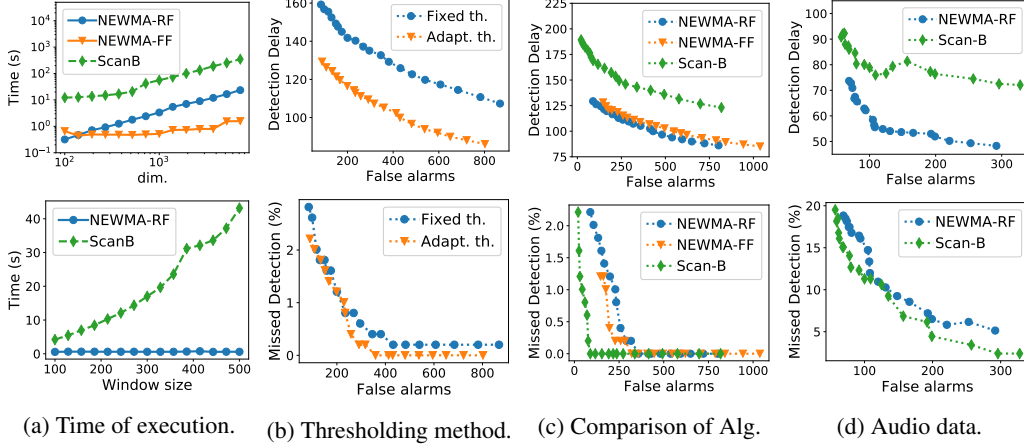 Time (s)
10^4
10^3
10^2
10^1
10^0
10^-1
NEWMA-RF
NEWMA-FF
ScanB
10^2
10^3
dim.
Detection Delay
160
140
120
100
Fixed th.
Adapt. th.
200
400
600
800
False alarms
Detection Delay
200
175
150
125
100
75
NEWMA-RF
NEWMA-FF
Scan-B
0
250
500
750
1000
False alarms
Detection Delay
100
90
80
70
60
50
NEWMA-RF
Scan-B
100
200
300
False alarms
Time (s)
40
30
20
10
0
NEWMA-RF
ScanB
100
200
300
400
500
Window size
Missed Detection (%)
2
1
0
Fixed th.
Adapt. th.
200
400
600
800
False alarms
Missed Detection (%)
2.0
1.5
1.0
0.5
0.0
NEWMA-RF
NEWMA-FF
Scan-B
0
250
500
750
1000
False alarms
Missed Detection (%)
20
15
10
5
NEWMA-RF
Scan-B
100
200
300
False alarms
(a) Time of execution.
(b) Thresholding method.
(c) Comparison of Alg.
(d) Audio data.